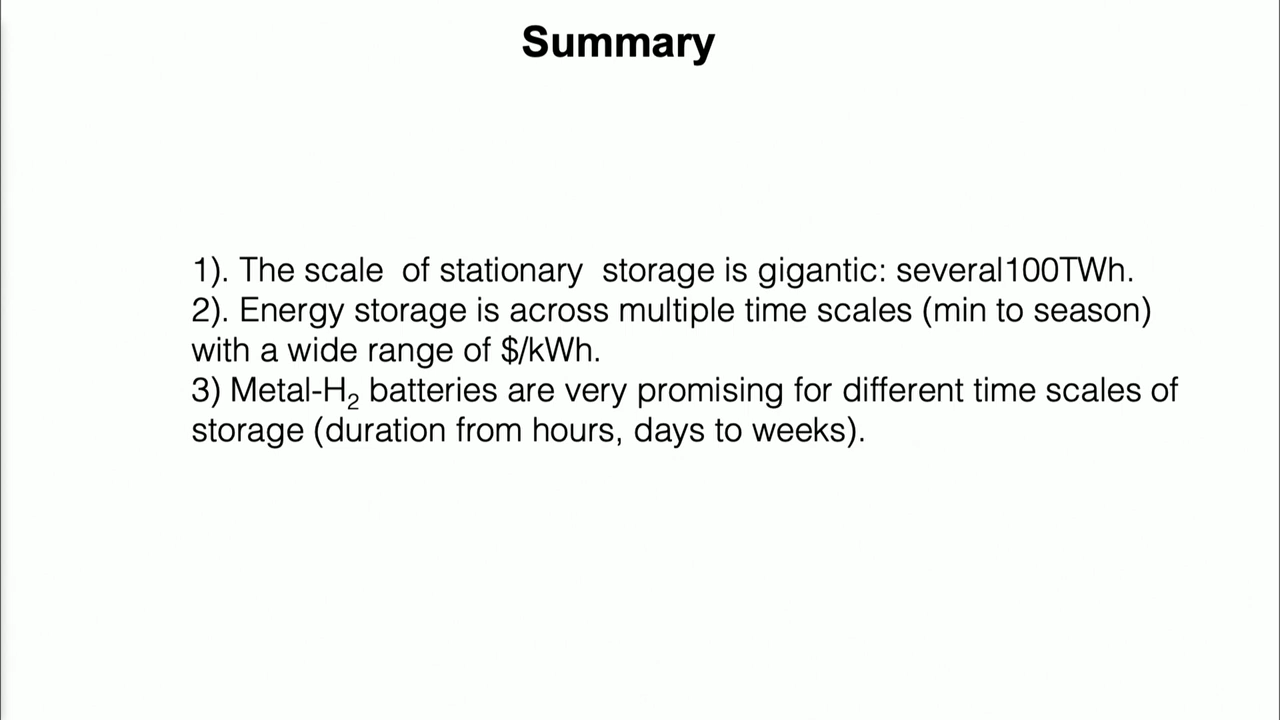 Summary
1). The scale of stationary storage is gigantic: several100TWh.
2). Energy storage is across multiple time scales (min to season)
with a wide range of $/kWh.
3) Metal-H₂ batteries are very promising for different time scales of
storage (duration from hours, days to weeks).